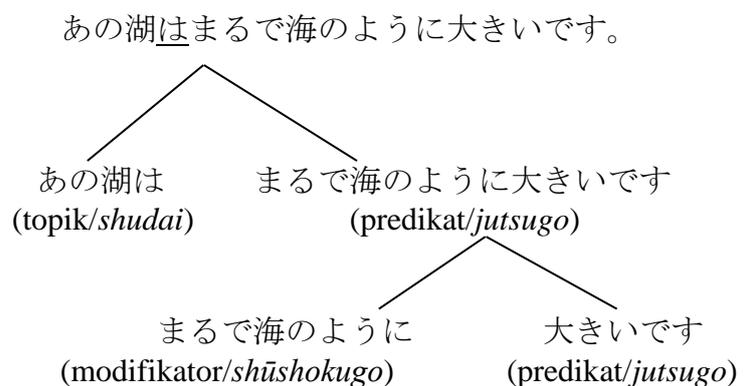 あの湖はまるで海のように大きいです。
あの湖は まるで海のように大きいです
(topik/shudai) (predikat/jutsugo)
まるで海のように 大きいです
(modifikator/shūshokugo) (predikat/jutsugo)